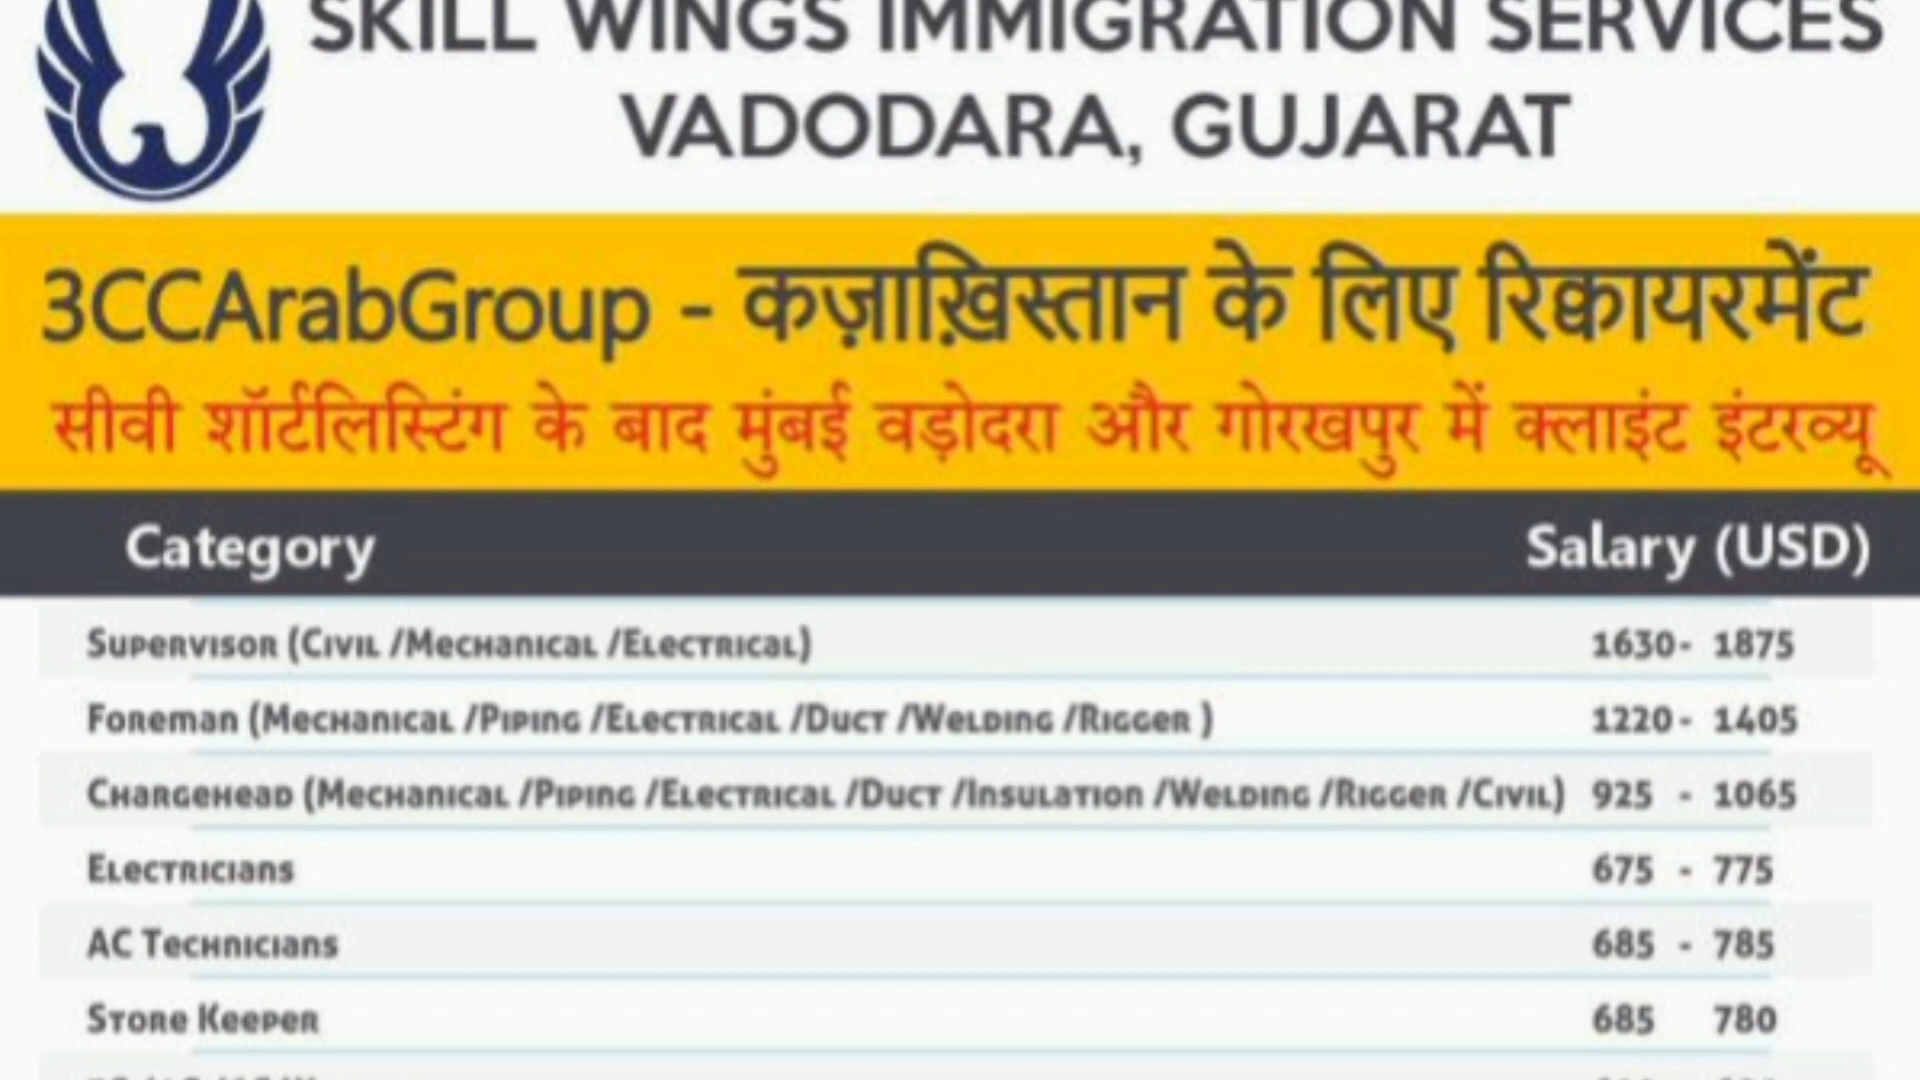 SKILL WINGS IMMIGRATION SERVICES
VADODARA, GUJARAT
3CCArabGroup - कज़ाख़िस्तान के लिए रिक्वायरमेंट
सीवी शॉर्टलिस्टिंग के बाद मुंबई वड़ोदरा और गोरखपुर में क्लाइंट इंटरव्यू
Category Salary (USD)
Supervisor (Civil /Mechanical /Electrical) 1630- 1875
Foreman (Mechanical /Piping /Electrical /Duct /Welding /Rigger ) 1220- 1405
Chargehead (Mechanical /Piping /Electrical /Duct /Insulation /Welding /Rigger /Civil) 925 - 1065
Electricians 675 - 775
AC Technicians 685 - 785
Store Keeper 685 780